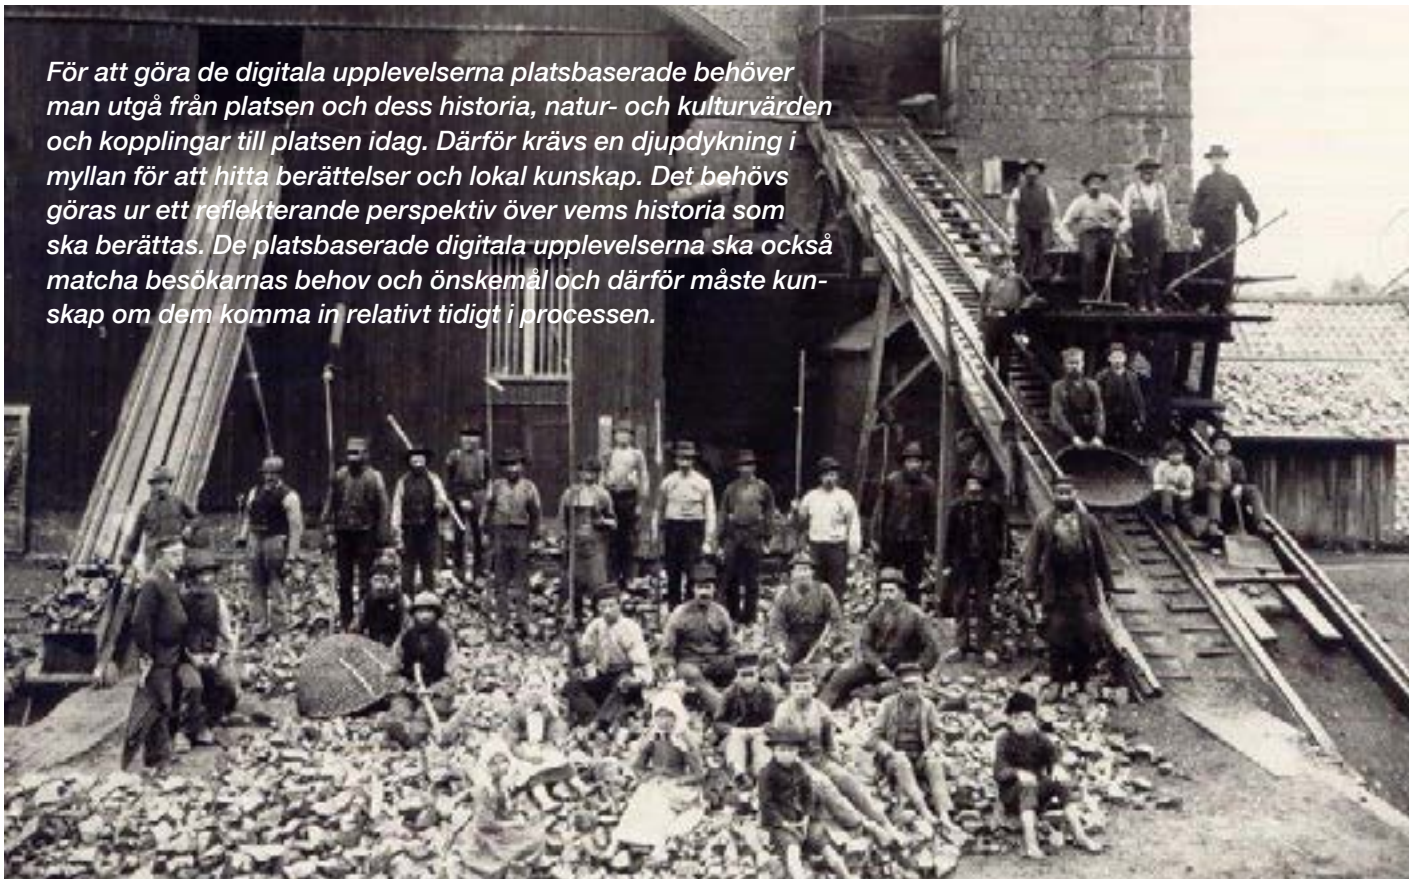 För att göra de digitala upplevelserna platsbaserade behöver
man utgå från platsen och dess historia, natur- och kulturvärden
och kopplingar till platsen idag. Därför krävs en djupdykning i
myllan för att hitta berättelser och lokal kunskap. Det behövs
göras ur ett reflekterande perspektiv över vems historia som
ska berättas. De platsbaserade digitala upplevelserna ska också
matcha besökarnas behov och önskemål och därför måste kun-
skap om dem komma in relativt tidigt i processen.